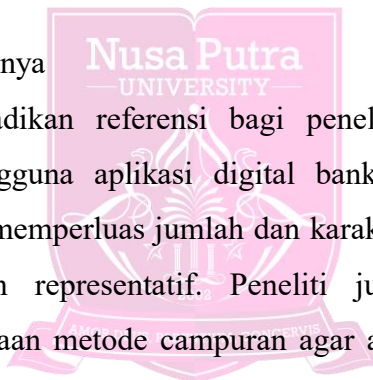 nya
Nusa Putra
UNIVERSITY
adikan referensi bagi penel
gguna aplikasi digital bank
memperluas jumlah dan karak
n representatif. Peneliti ju
aan metode campuran agar a